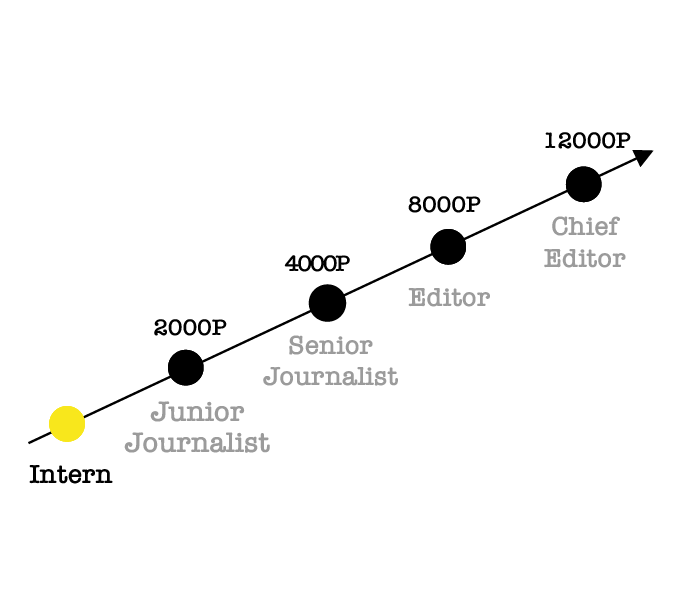 12000P
Chief
Editor
8000P
Editor
4000P
Senior
Journalist
2000P
Junior
Journalist
Intern